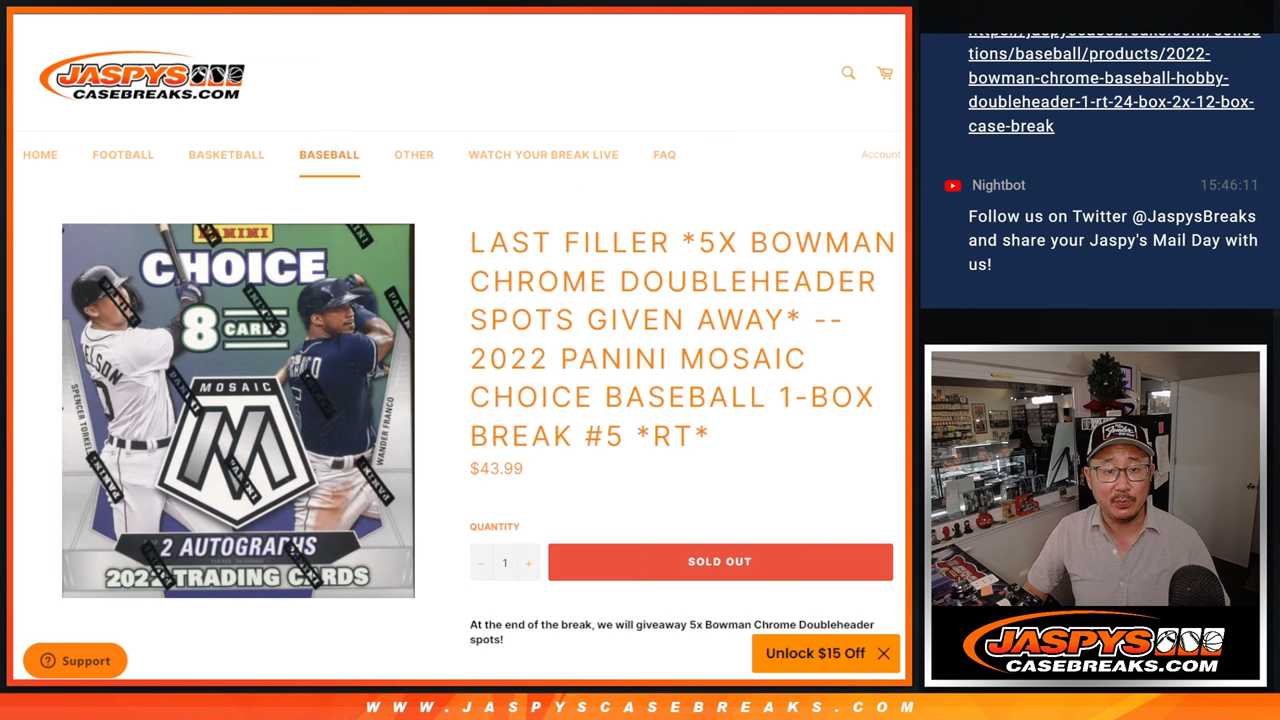 JASPYS
CASEBREAKS.COM
HOME FOOTBALL BASKETBALL BASEBALL OTHER WATCH YOUR BREAK LIVE FAQ Account
PANINI
CHOICE
8 CARDS
MOSAIC
SPENCER TORKELSON
WANDER FRANCO
2 AUTOGRAPHS
2022 TRADING CARDS
LAST FILLER *5X BOWMAN
CHROME DOUBLEHEADER
SPOTS GIVEN AWAY* --
2022 PANINI MOSAIC
CHOICE BASEBALL 1-BOX
BREAK #5 *RT*
$43.99
QUANTITY
− 1 +
SOLD OUT
At the end of the break, we will giveaway 5x Bowman Chrome Doubleheader
spots!
Support
Unlock $15 Off
tions/baseball/products/2022-
bowman-chrome-baseball-hobby-
doubleheader-1-rt-24-box-2x-12-box-
case-break
Nightbot 15:46:11
Follow us on Twitter @JaspysBreaks
and share your Jaspy's Mail Day with
us!
JASPYS
CASEBREAKS.COM
WWW.JASPYSCASEBREAKS.COM